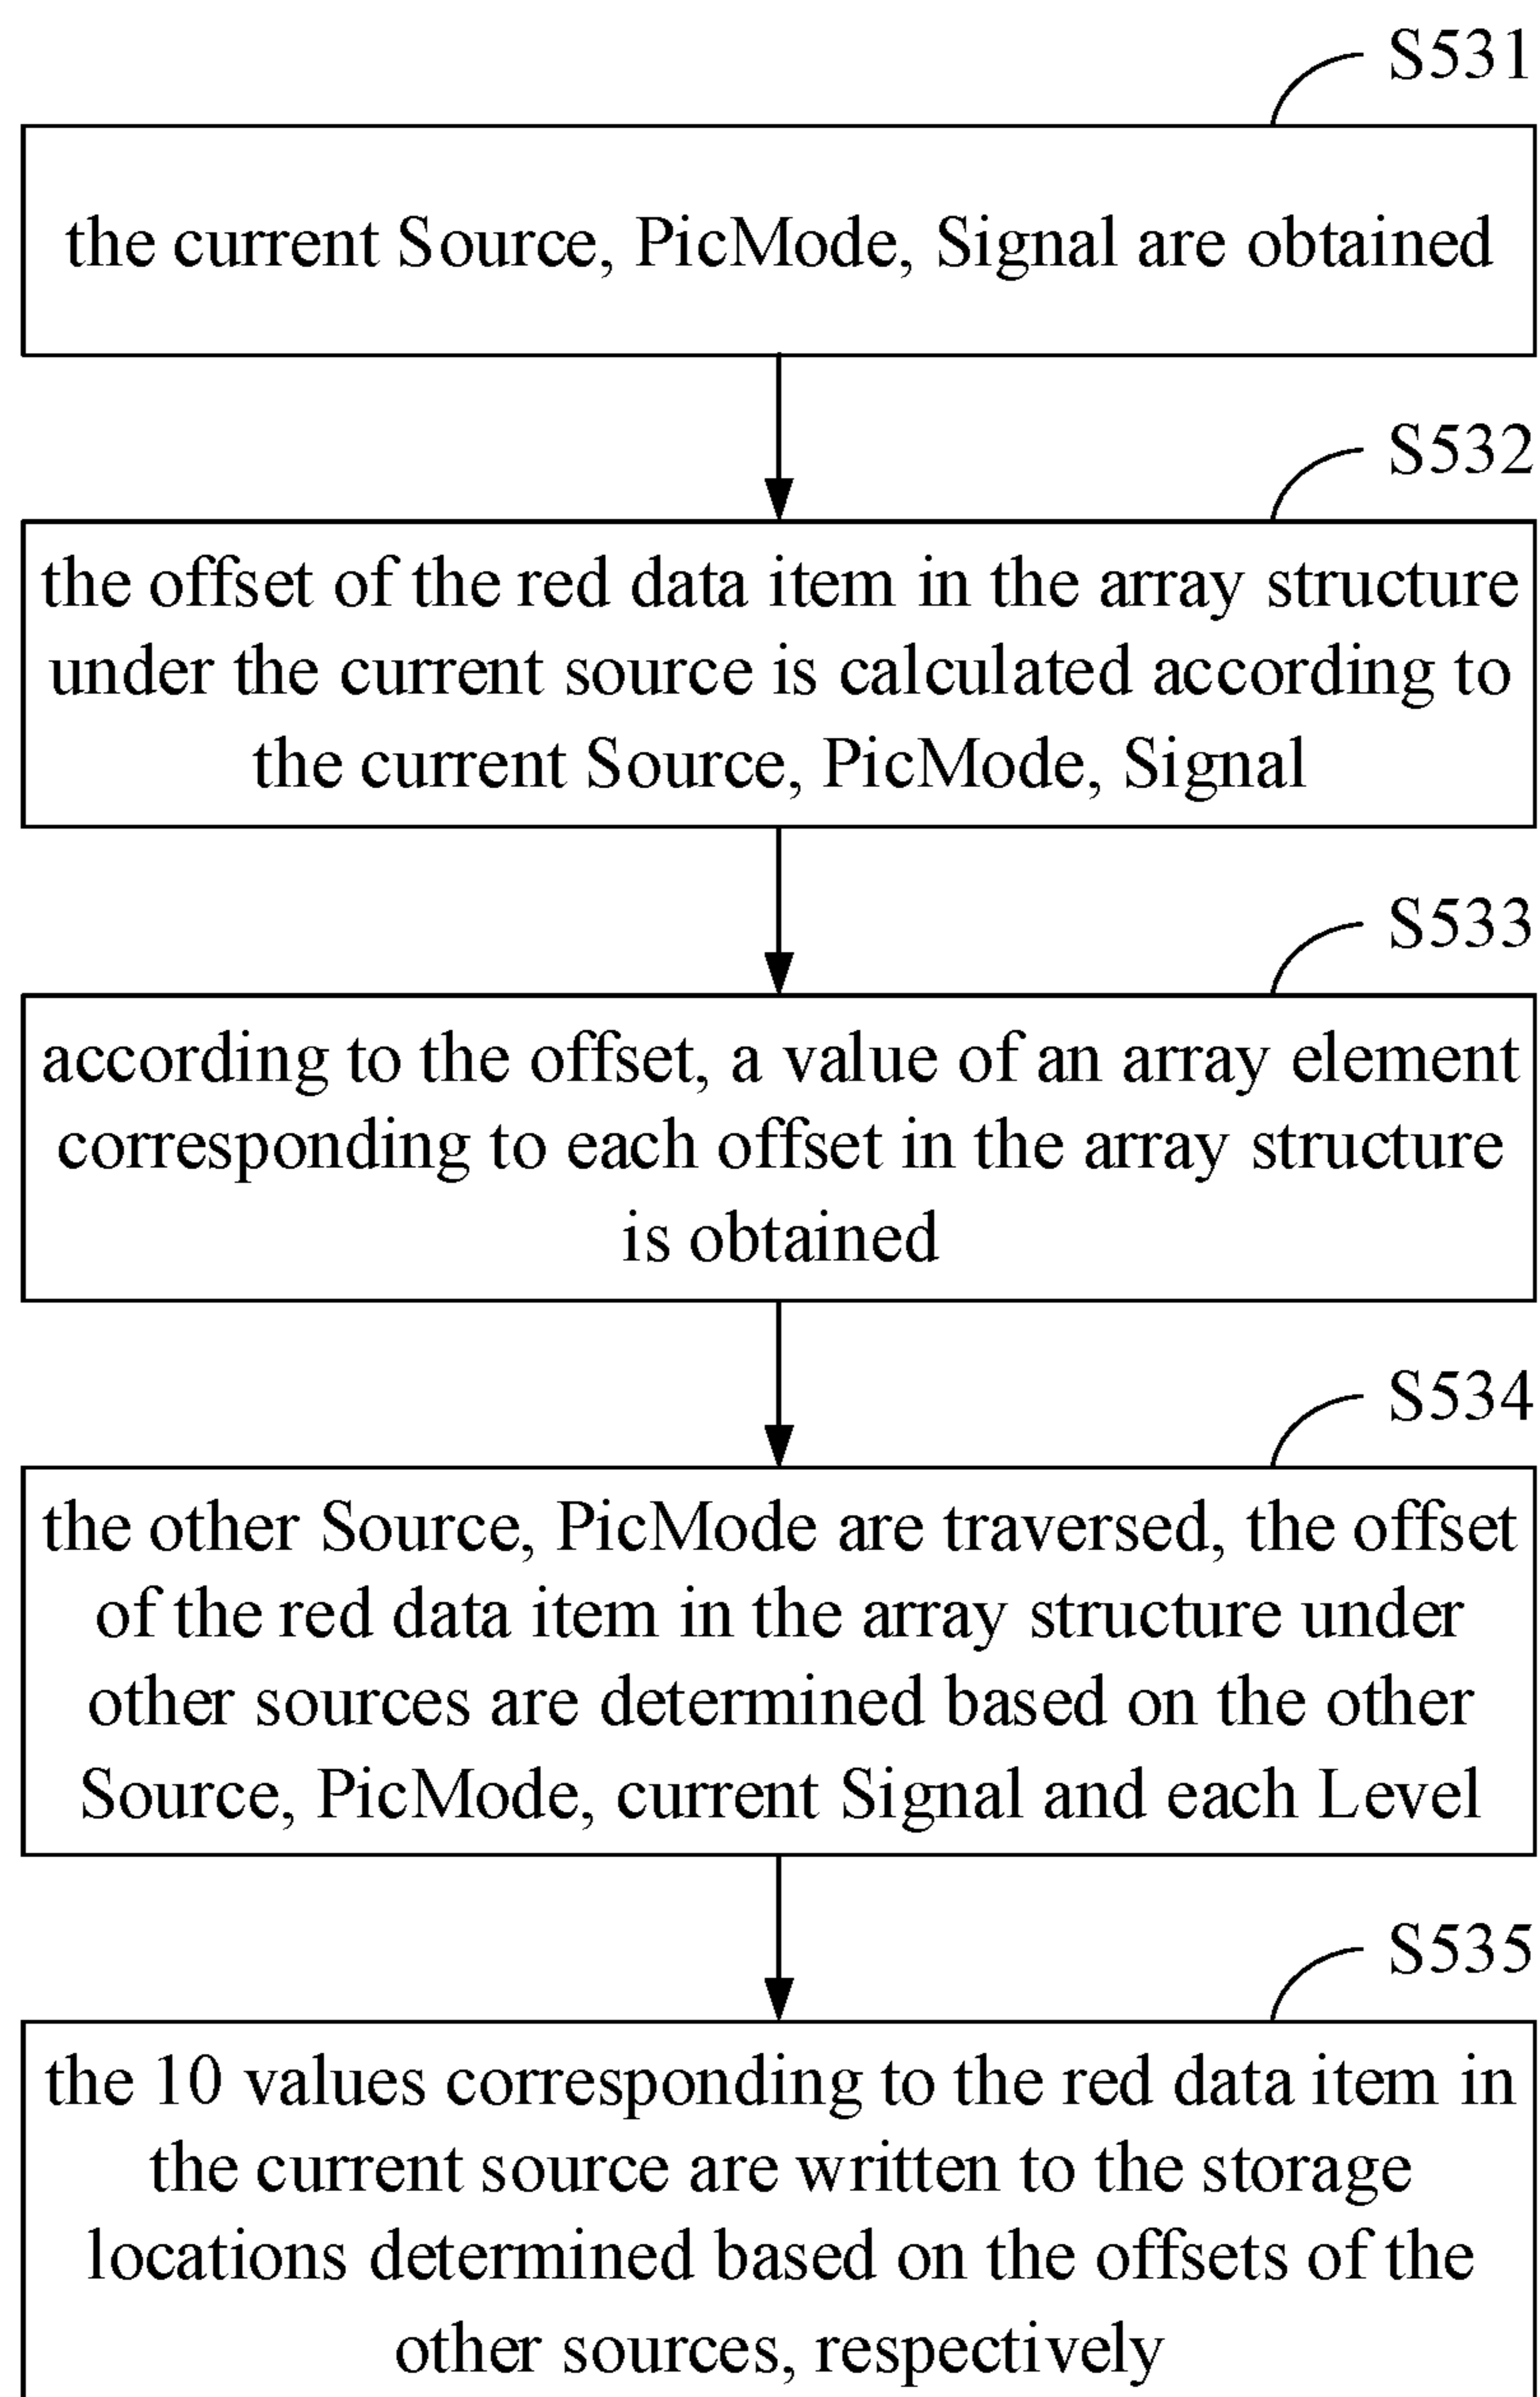 S531
the current Source, PicMode, Signal are obtained
S532
the offset of the red data item in the array structure
under the current source is calculated according to
the current Source, PicMode, Signal
S533
according to the offset, a value of an array element
corresponding to each offset in the array structure
is obtained
S534
the other Source, PicMode are traversed, the offset
of the red data item in the array structure under
other sources are determined based on the other
Source, PicMode, current Signal and each Level
S535
the 10 values corresponding to the red data item in
the current source are written to the storage
locations determined based on the offsets of the
other sources, respectively